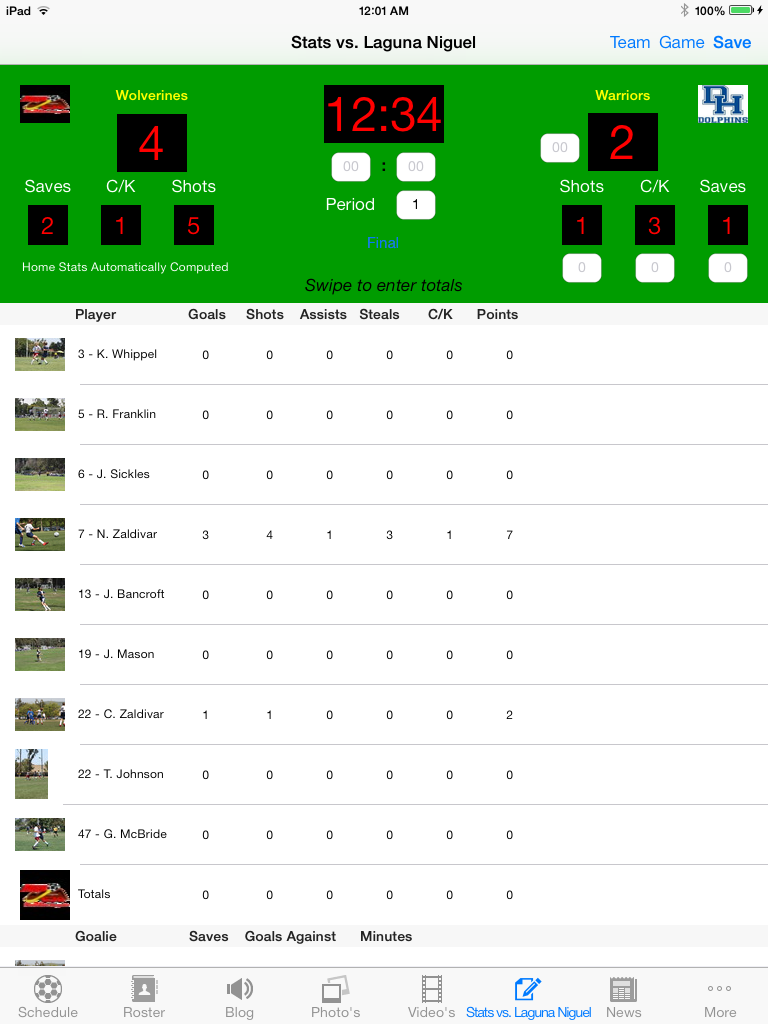 iPad 12:01 AM 100%
Stats vs. Laguna Niguel Team Game Save
Wolverines Warriors
DH
DOLPHINS
12:34
4 2
00 : 00 00
Saves C/K Shots Period 1 Shots C/K Saves
2 1 5 1 3 1
Final
Home Stats Automatically Computed 0 0 0
Swipe to enter totals
Player Goals Shots Assists Steals C/K Points
3 - K. Whippel 0 0 0 0 0 0
5 - R. Franklin 0 0 0 0 0 0
6 - J. Sickles 0 0 0 0 0 0
7 - N. Zaldivar 3 4 1 3 1 7
13 - J. Bancroft 0 0 0 0 0 0
19 - J. Mason 0 0 0 0 0 0
22 - C. Zaldivar 1 1 0 0 0 2
22 - T. Johnson 0 0 0 0 0 0
47 - G. McBride 0 0 0 0 0 0
Totals 0 0 0 0 0 0
Goalie Saves Goals Against Minutes
Schedule Roster Blog Photo's Video's Stats vs. Laguna Niguel News More